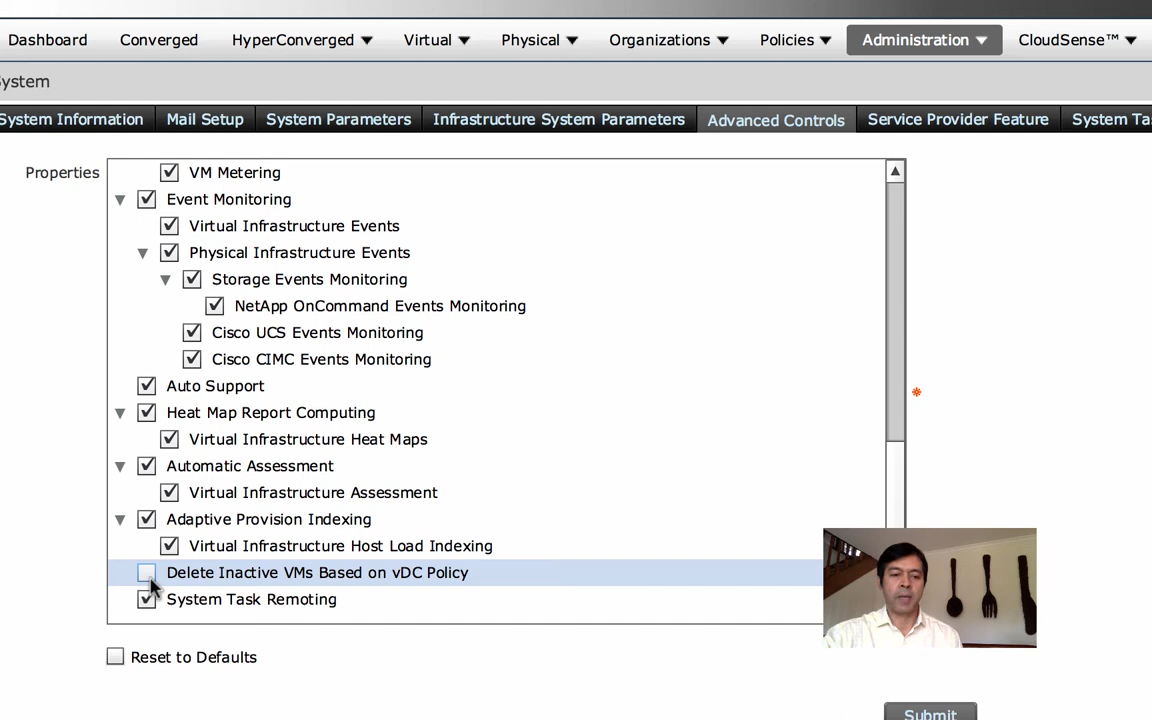 Dashboard Converged HyperConverged Virtual Physical Organizations Policies Administration CloudSense™
ystem
System Information Mail Setup System Parameters Infrastructure System Parameters Advanced Controls Service Provider Feature System Ta
Properties
VM Metering
Event Monitoring
Virtual Infrastructure Events
Physical Infrastructure Events
Storage Events Monitoring
NetApp OnCommand Events Monitoring
Cisco UCS Events Monitoring
Cisco CIMC Events Monitoring
Auto Support
Heat Map Report Computing
Virtual Infrastructure Heat Maps
Automatic Assessment
Virtual Infrastructure Assessment
Adaptive Provision Indexing
Virtual Infrastructure Host Load Indexing
Delete Inactive VMs Based on vDC Policy
System Task Remoting
Reset to Defaults
Submit